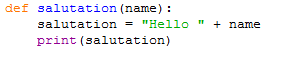 def salutation(name):
    salutation = "Hello " + name
    print(salutation)